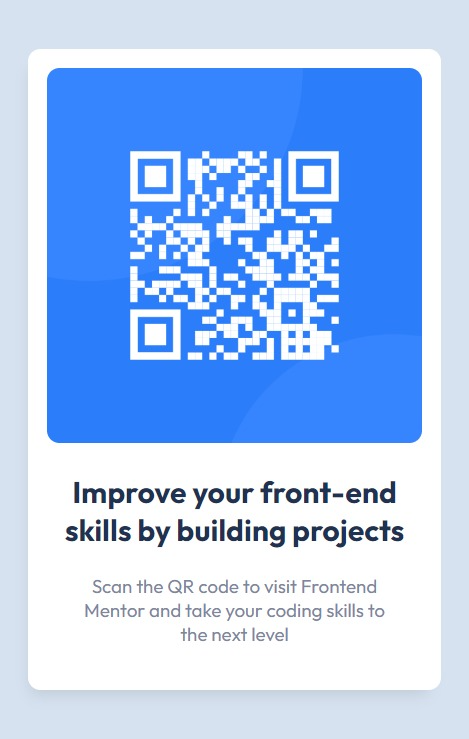 Improve your front-end
skills by building projects
Scan the QR code to visit Frontend
Mentor and take your coding skills to
the next level